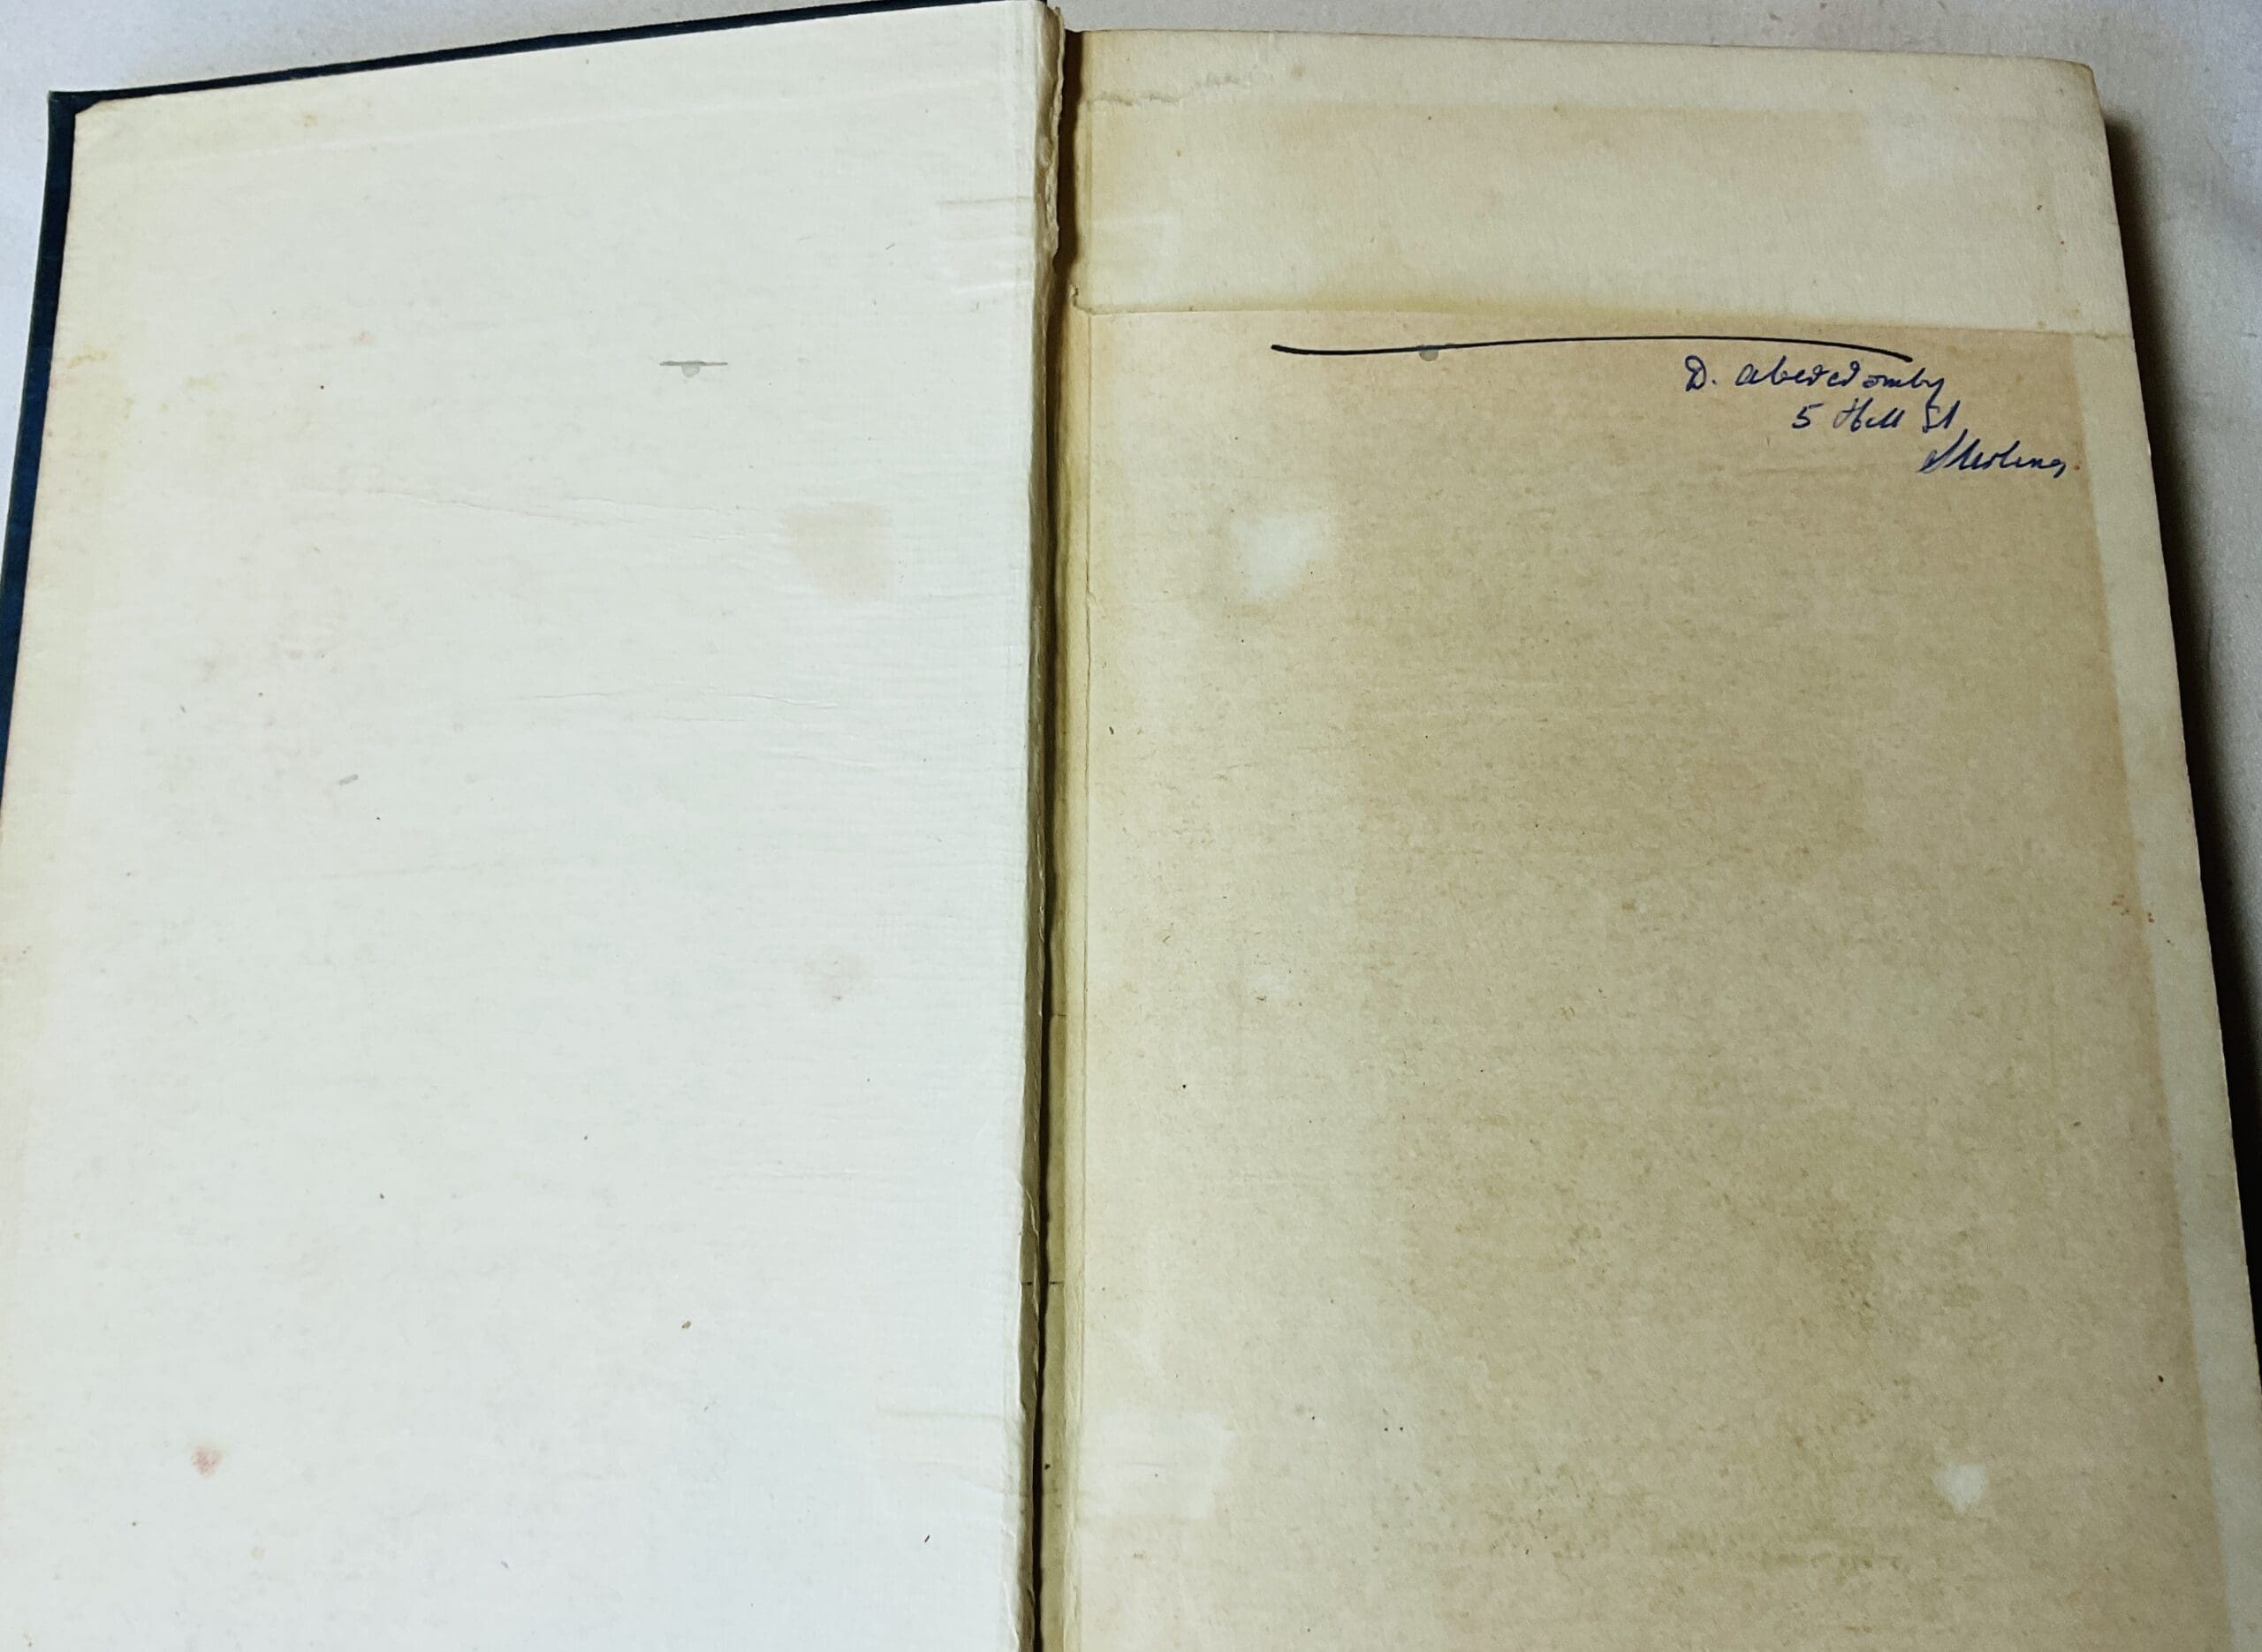 D. Abercromby
5 Hill St
Stirling